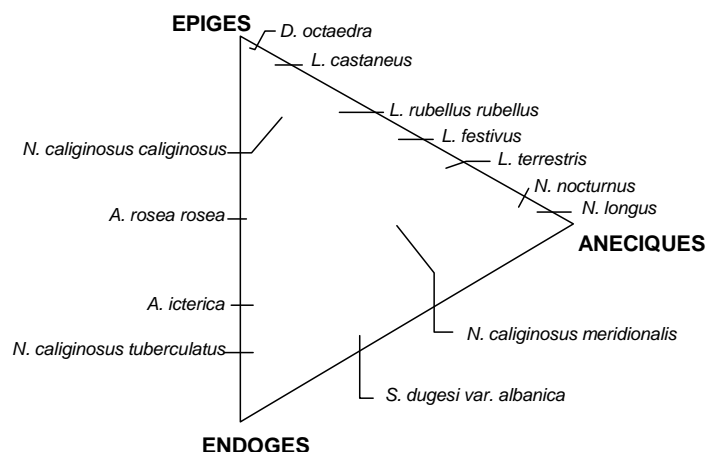 EPIGES
D. octaedra
L. castaneus
L. rubellus rubellus
L. festivus
N. caliginosus caliginosus
L. terrestris
N. nocturnus
N. longus
A. rosea rosea
ANECIQUES
A. icterica
N. caliginosus meridionalis
N. caliginosus tuberculatus
S. dugesi var. albanica
ENDOGES